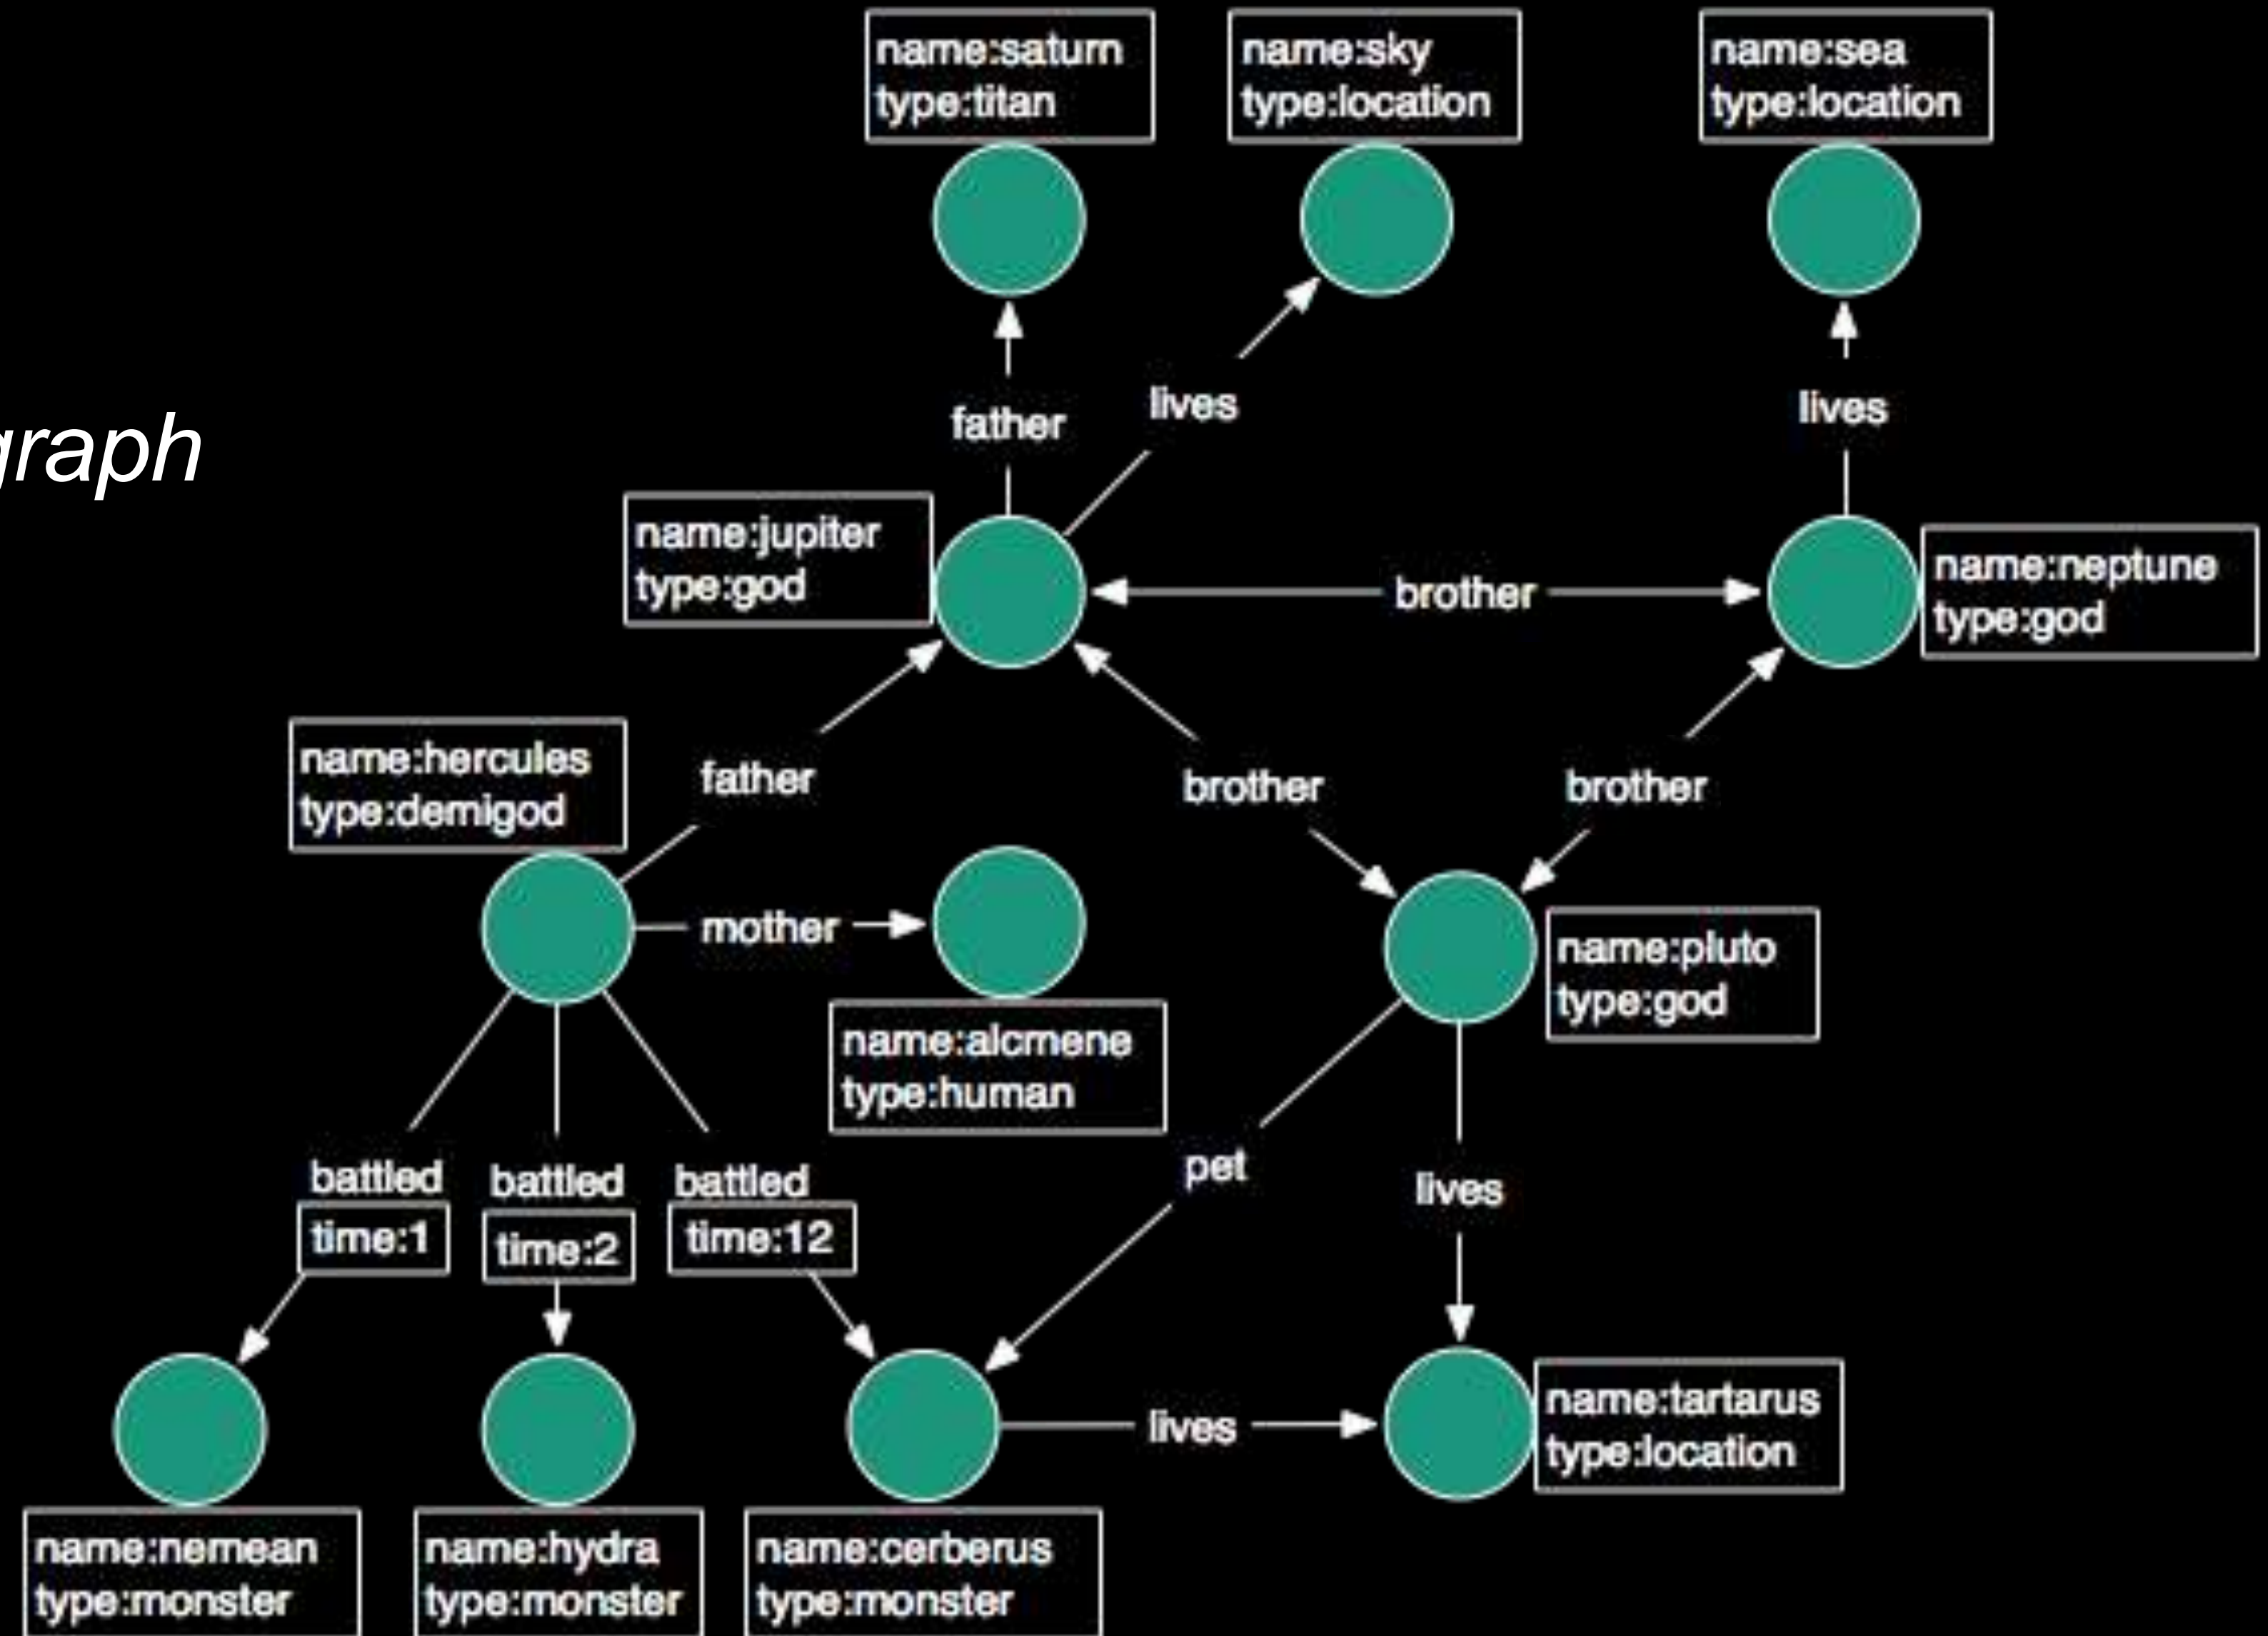 name:saturn
type:titan
name:sky
type:location
name:sea
type:location
father
lives
lives
graph
name:jupiter
type:god
brother
name:neptune
type:god
name:hercules
type:demigod
father
brother
brother
mother
name:alcmene
type:human
name:pluto
type:god
battled
time:1
battled
time:2
battled
time:12
pet
lives
lives
name:tartarus
type:location
name:nemean
type:monster
name:hydra
type:monster
name:cerberus
type:monster